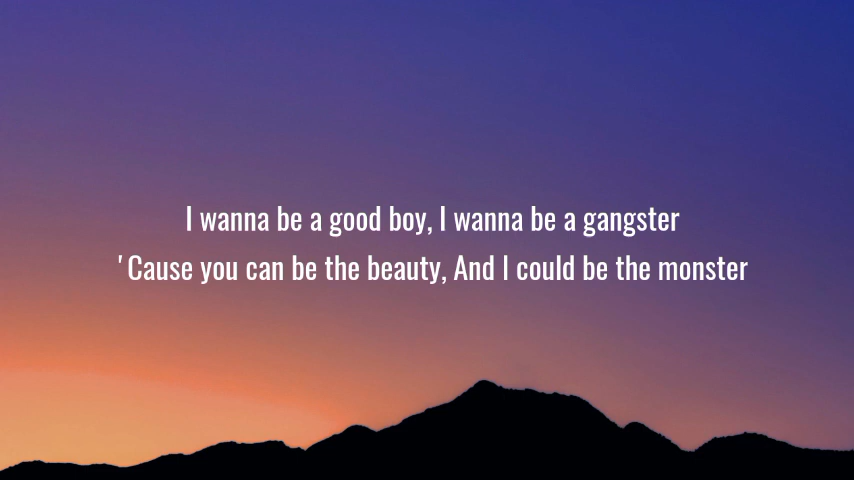 I wanna be a good boy, I wanna be a gangster
'Cause you can be the beauty, And I could be the monster